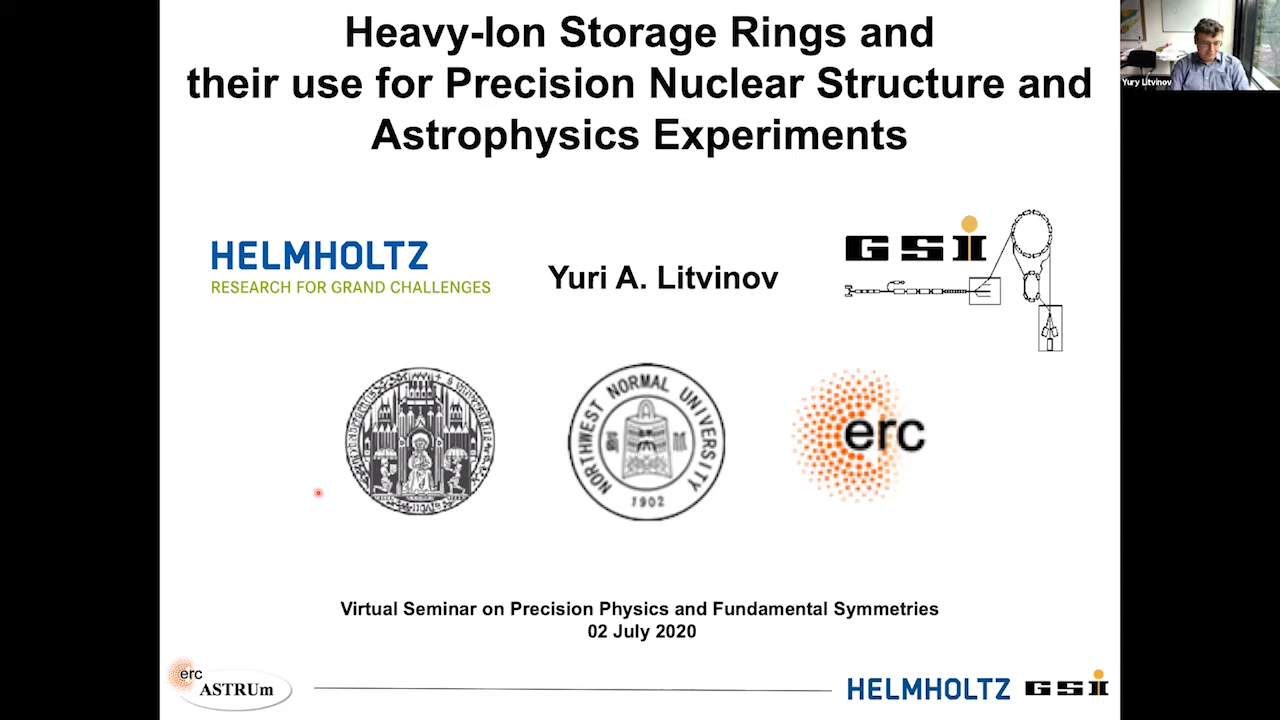 Heavy-Ion Storage Rings and
their use for Precision Nuclear Structure and
Astrophysics Experiments
Yury Litvinov
HELMHOLTZ
RESEARCH FOR GRAND CHALLENGES
Yuri A. Litvinov
GSI
NORTHWEST NORMAL UNIVERSITY
1902
erc
Virtual Seminar on Precision Physics and Fundamental Symmetries
02 July 2020
erc
ASTRUm
HELMHOLTZ
GSI